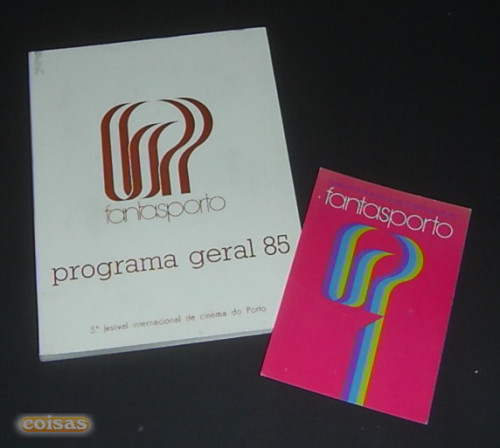 fantasporto
programa geral 85
5º festival internacional de cinema do Porto
fantasporto
coisas